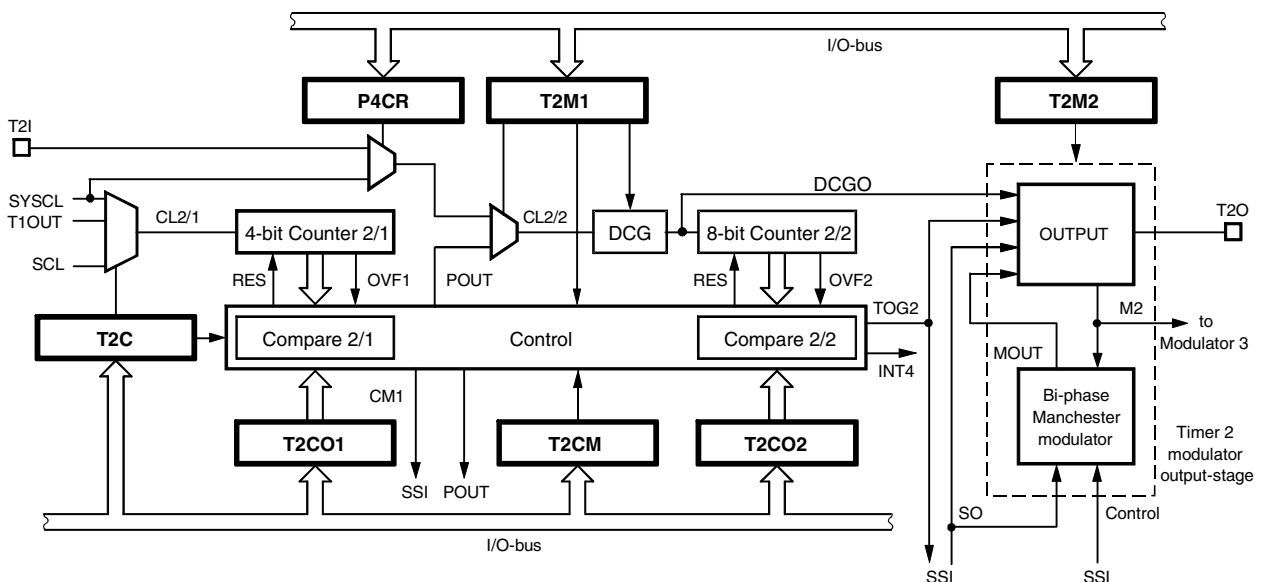 I/O-bus
P4CR
T2M1
T2M2
T2I
SYSCL
T1OUT
SCL
CL2/1
4-bit Counter 2/1
CL2/2
DCG
DCGO
8-bit Counter 2/2
OUTPUT
T2O
RES
OVF1
POUT
RES
OVF2
TOG2
M2
to
Modulator 3
T2C
Compare 2/1
Control
Compare 2/2
INT4
MOUT
CM1
Bi-phase
Manchester
modulator
T2CO1
T2CM
T2CO2
Timer 2
modulator
output-stage
SSI
POUT
SO
Control
I/O-bus
SSI
SSI